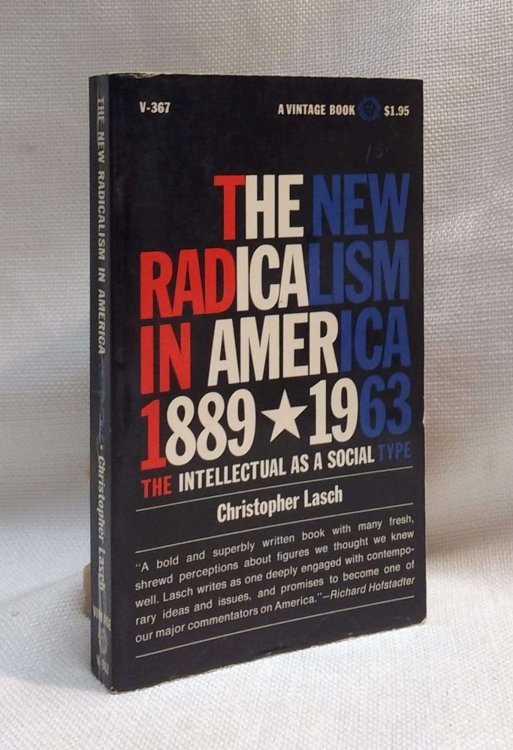 V-367
A VINTAGE BOOK $1.95
THE NEW
RADICALISM
IN AMERICA
1889★1963
THE INTELLECTUAL AS A SOCIAL TYPE
Christopher Lasch
"A bold and superbly written book with many fresh,
shrewd perceptions about figures we thought we knew
well. Lasch writes as one deeply engaged with contempo-
rary ideas and issues, and promises to become one of
our major commentators on America."—Richard Hofstadter
THE NEW RADICALISM IN AMERICA
Christopher Lasch
VINTAGE